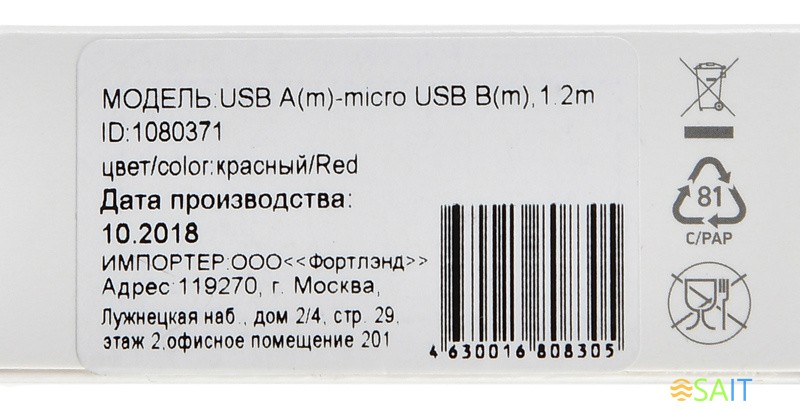 МОДЕЛЬ:USB A(m)-micro USB B(m),1.2m
ID:1080371
цвет/color:красный/Red
Дата производства:
10.2018
ИМПОРТЕР:ООО<<Фортлэнд>>
Адрес:119270, г. Москва,
Лужнецкая наб., дом 2/4, стр. 29,
этаж 2,офисное помещение 201
4 630016 808305
81
C/PAP
SAIT